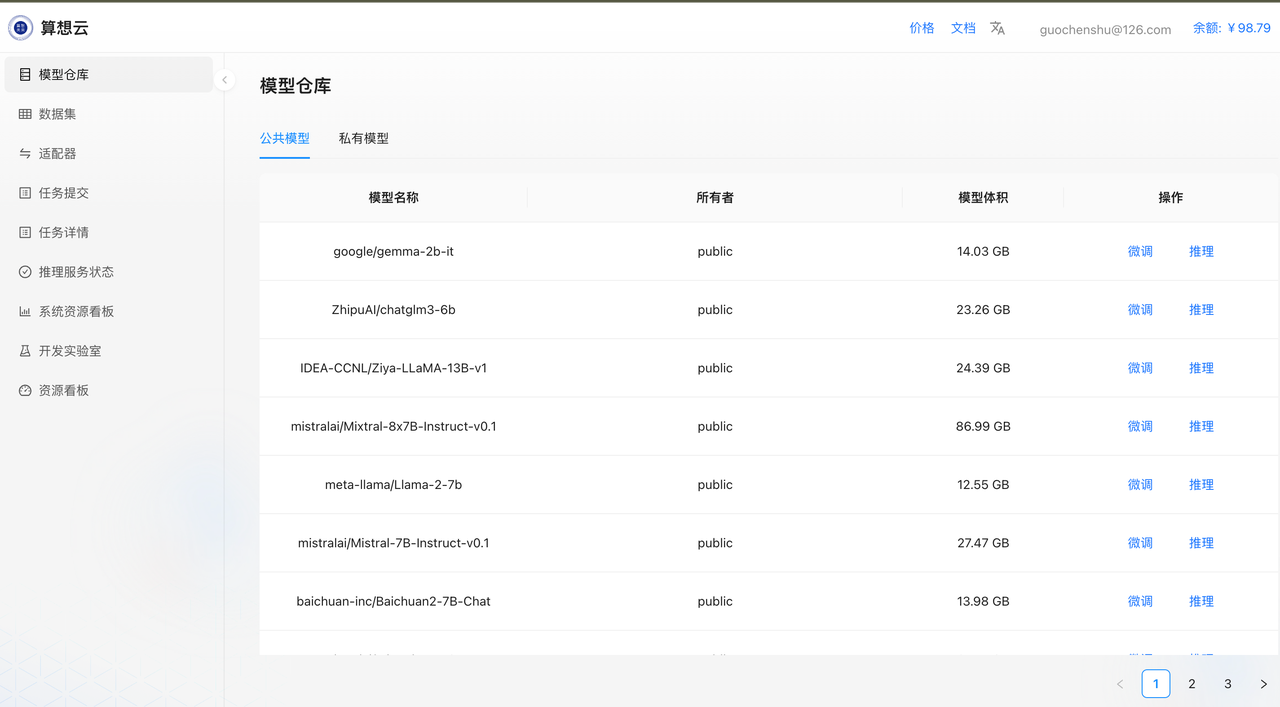 算想云
价格 文档 guochenshu@126.com 余额: ¥98.79
模型仓库
数据集
适配器
任务提交
任务详情
推理服务状态
系统资源看板
开发实验室
资源看板
模型仓库
公共模型 私有模型
模型名称 所有者 模型体积 操作
google/gemma-2b-it public 14.03 GB 微调 推理
ZhipuAI/chatglm3-6b public 23.26 GB 微调 推理
IDEA-CCNL/Ziya-LLaMA-13B-v1 public 24.39 GB 微调 推理
mistralai/Mixtral-8x7B-Instruct-v0.1 public 86.99 GB 微调 推理
meta-llama/Llama-2-7b public 12.55 GB 微调 推理
mistralai/Mistral-7B-Instruct-v0.1 public 27.47 GB 微调 推理
baichuan-inc/Baichuan2-7B-Chat public 13.98 GB 微调 推理
1 2 3